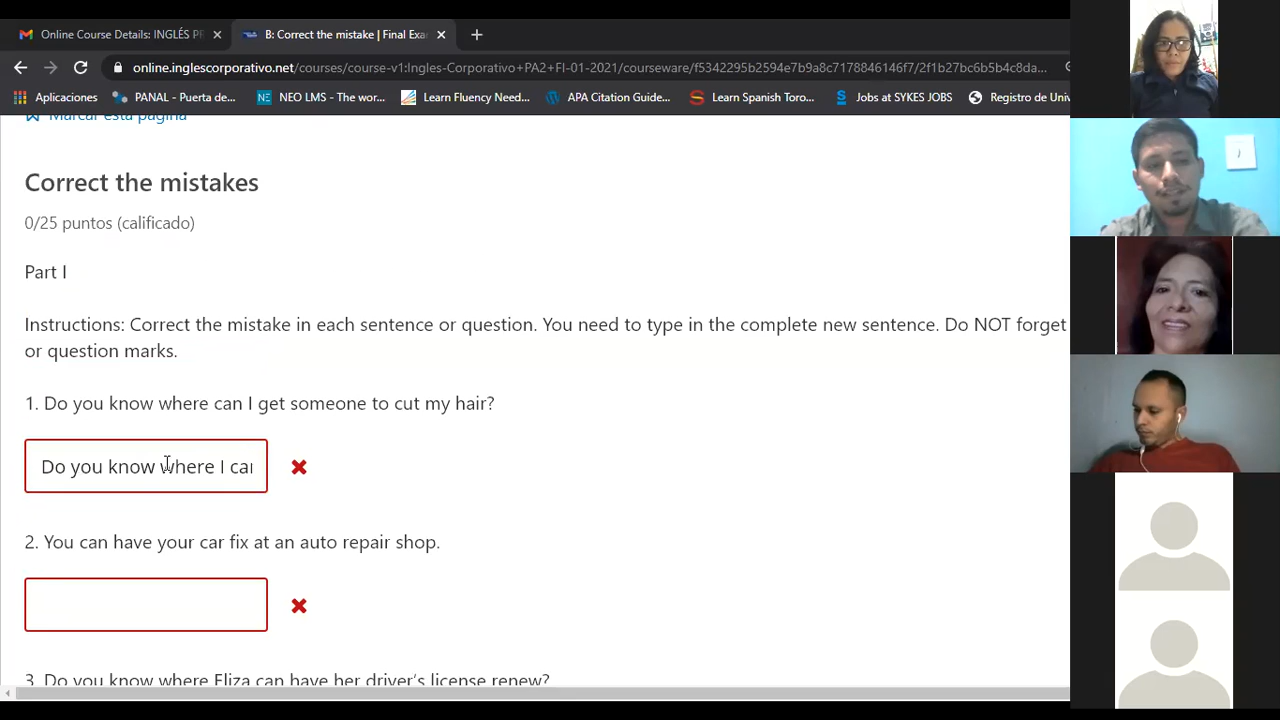 Online Course Details: INGLÉS PR
B: Correct the mistake | Final Exa
online.inglescorporativo.net/courses/course-v1:Ingles-Corporativo+PA2+FI-01-2021/courseware/f5342295b2594e7b9a8c7178846146f7/2f1b27bc6b5b4c8da...
Aplicaciones
PANAL - Puerta de...
NE NEO LMS - The wor...
Learn Fluency Need...
APA Citation Guide...
Learn Spanish Toro...
Jobs at SYKES JOBS
Registro de Uni
Marcar esta página
Correct the mistakes
0/25 puntos (calificado)
Part I
Instructions: Correct the mistake in each sentence or question. You need to type in the complete new sentence. Do NOT forget
or question marks.
1. Do you know where can I get someone to cut my hair?
Do you know where I can
2. You can have your car fix at an auto repair shop.
3. Do you know where Eliza can have her driver's license renew?